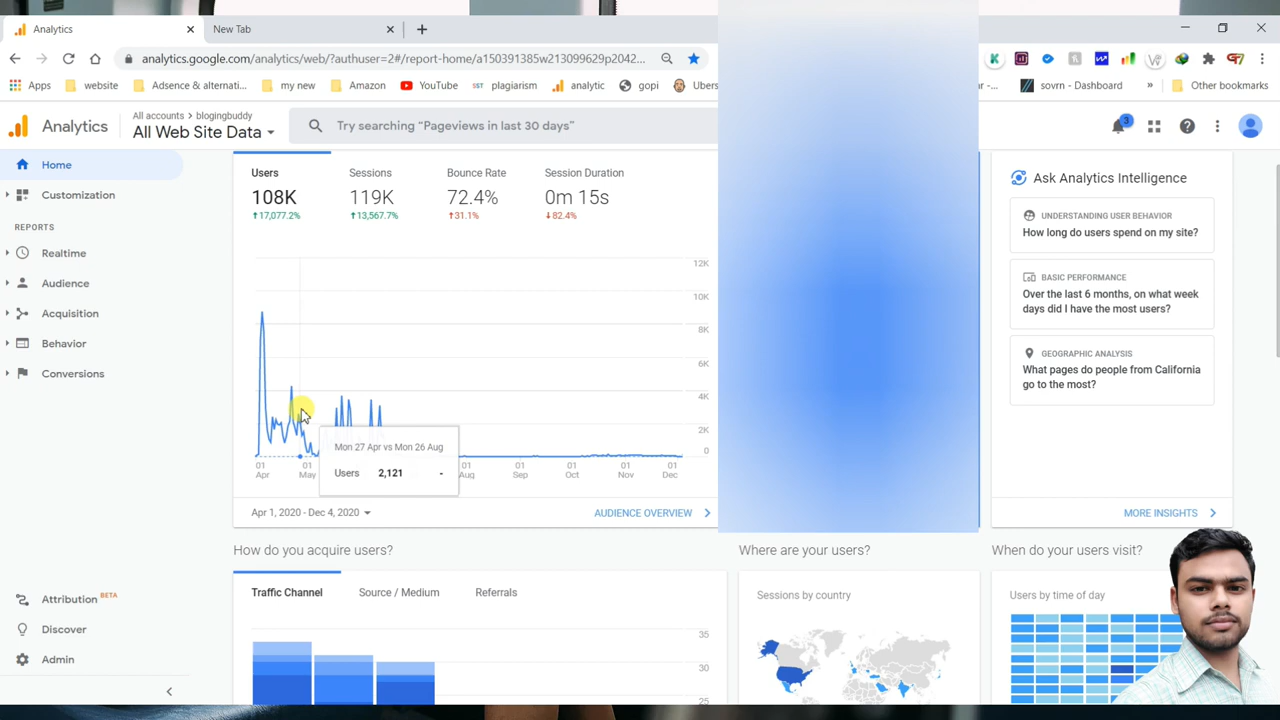 Analytics
New Tab
analytics.google.com/analytics/web/?authuser=2#/report-home/a150391385w213099629p2042...
Apps
website
Adsence & alternati...
my new
Amazon
YouTube
plagiarism
analytic
gopi
Ubers
ar -...
sovrn - Dashboard
»
Other bookmarks
Analytics
All accounts > blogingbuddy
All Web Site Data
Try searching "Pageviews in last 30 days"
3
Home
Customization
REPORTS
Realtime
Audience
Acquisition
Behavior
Conversions
Attribution BETA
Discover
Admin
Users
108K
↑17,077.2%
Sessions
119K
↑13,567.7%
Bounce Rate
72.4%
↑31.1%
Session Duration
0m 15s
↓82.4%
12K
10K
8K
6K
4K
2K
0
01 Apr
01 May
Aug
01 Sep
01 Oct
01 Nov
01 Dec
Mon 27 Apr vs Mon 26 Aug
Users 2,121 -
Apr 1, 2020 - Dec 4, 2020
AUDIENCE OVERVIEW
Ask Analytics Intelligence
UNDERSTANDING USER BEHAVIOR
How long do users spend on my site?
BASIC PERFORMANCE
Over the last 6 months, on what week
days did I have the most users?
GEOGRAPHIC ANALYSIS
What pages do people from California
go to the most?
MORE INSIGHTS
How do you acquire users?
Traffic Channel
Source / Medium
Referrals
35
30
25
Where are your users?
Sessions by country
When do your users visit?
Users by time of day